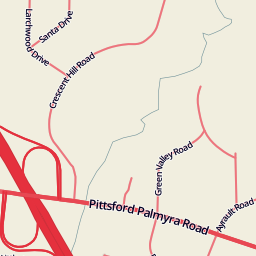 Larchwood Drive
Santa Drive
Crescent Hill Road
Green Valley Road
Pittsford Palmyra Road
Ayrault Road